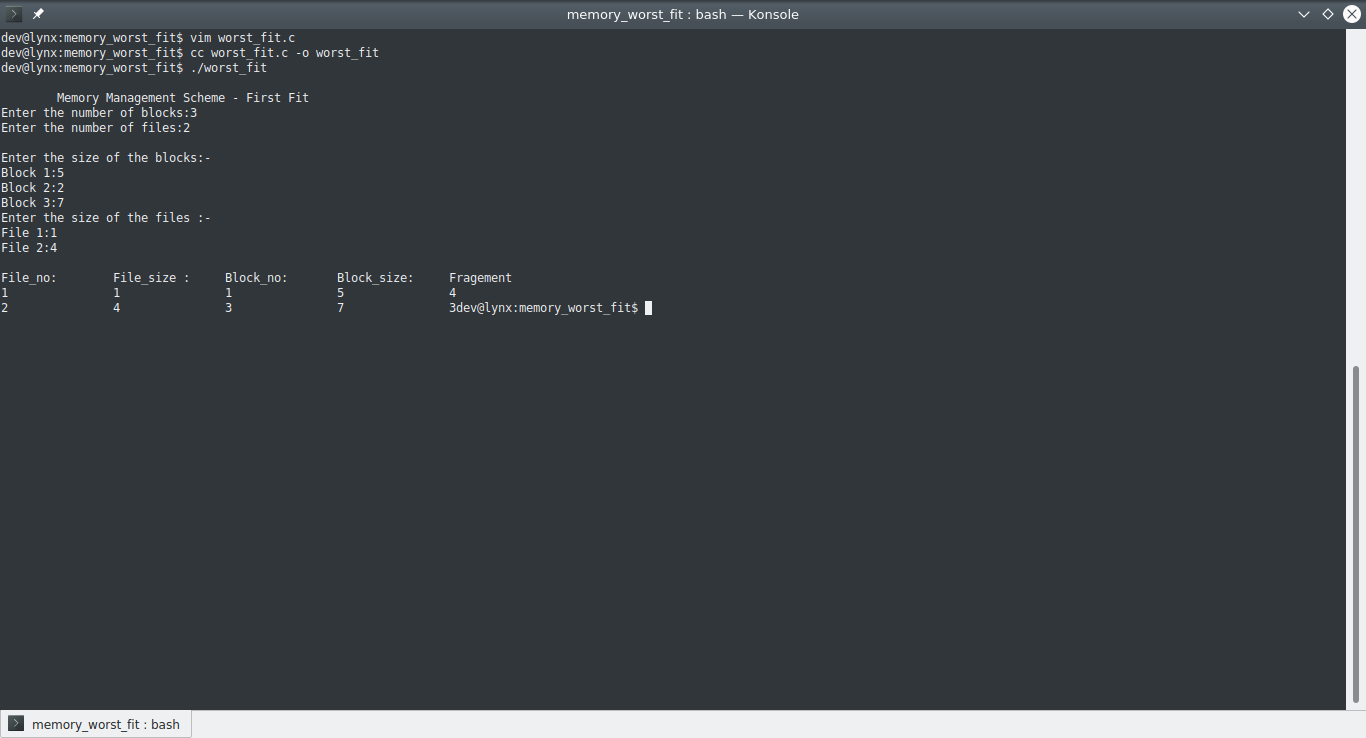 memory_worst_fit : bash — Konsole
dev@lynx:memory_worst_fit$ vim worst_fit.c
dev@lynx:memory_worst_fit$ cc worst_fit.c -o worst_fit
dev@lynx:memory_worst_fit$ ./worst_fit
Memory Management Scheme - First Fit
Enter the number of blocks:3
Enter the number of files:2
Enter the size of the blocks:-
Block 1:5
Block 2:2
Block 3:7
Enter the size of the files :-
File 1:1
File 2:4
File_no: File_size : Block_no: Block_size: Fragement
1 1 1 5 4
2 4 3 7 3dev@lynx:memory_worst_fit$
memory_worst_fit : bash